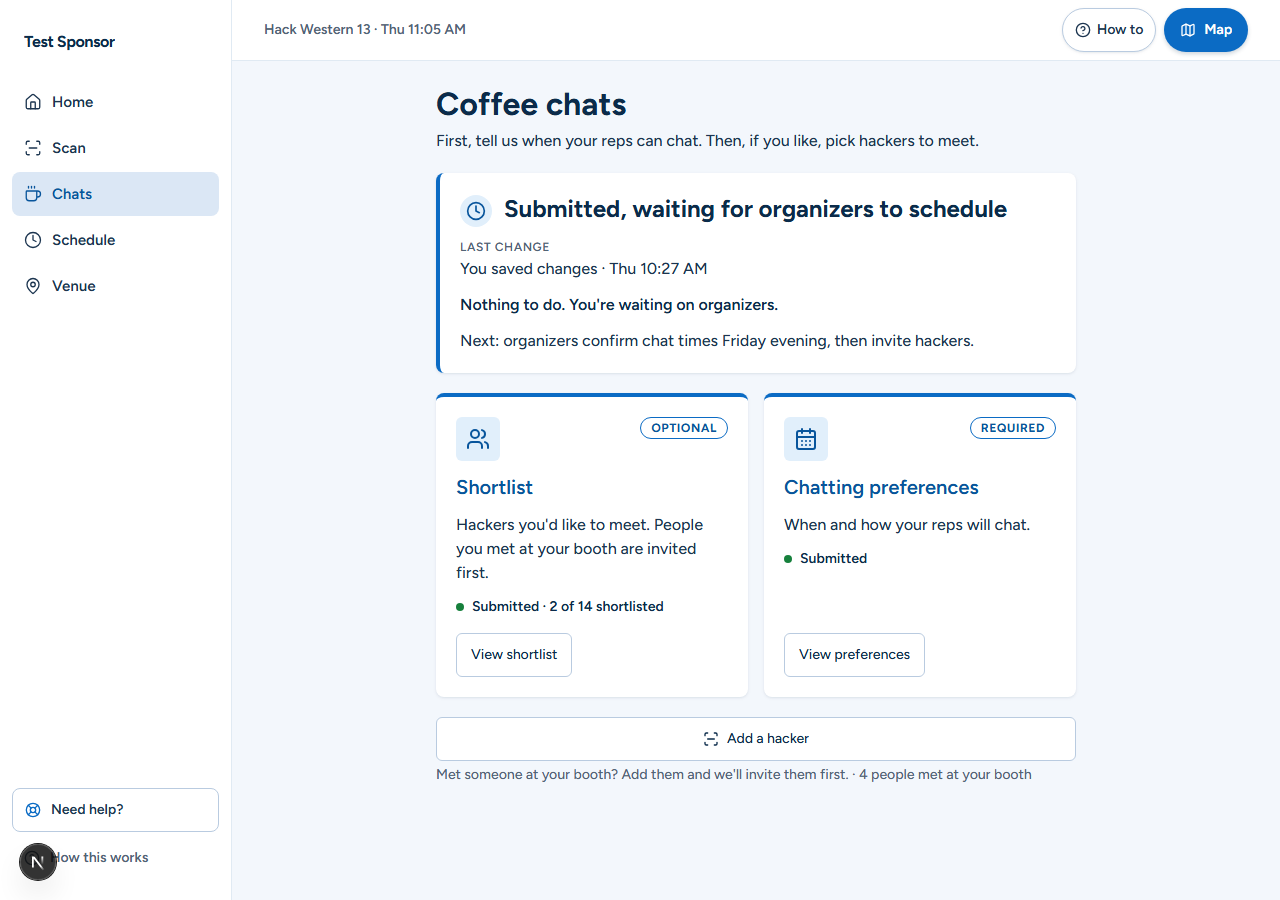 Test Sponsor
Home
Scan
Chats
Schedule
Venue
Need help?
How this works
Hack Western 13 · Thu 11:05 AM
How to
Map
Coffee chats
First, tell us when your reps can chat. Then, if you like, pick hackers to meet.
Submitted, waiting for organizers to schedule
LAST CHANGE
You saved changes · Thu 10:27 AM
Nothing to do. You're waiting on organizers.
Next: organizers confirm chat times Friday evening, then invite hackers.
OPTIONAL
Shortlist
Hackers you'd like to meet. People
you met at your booth are invited
first.
Submitted · 2 of 14 shortlisted
View shortlist
REQUIRED
Chatting preferences
When and how your reps will chat.
Submitted
View preferences
Add a hacker
Met someone at your booth? Add them and we'll invite them first. · 4 people met at your booth
N